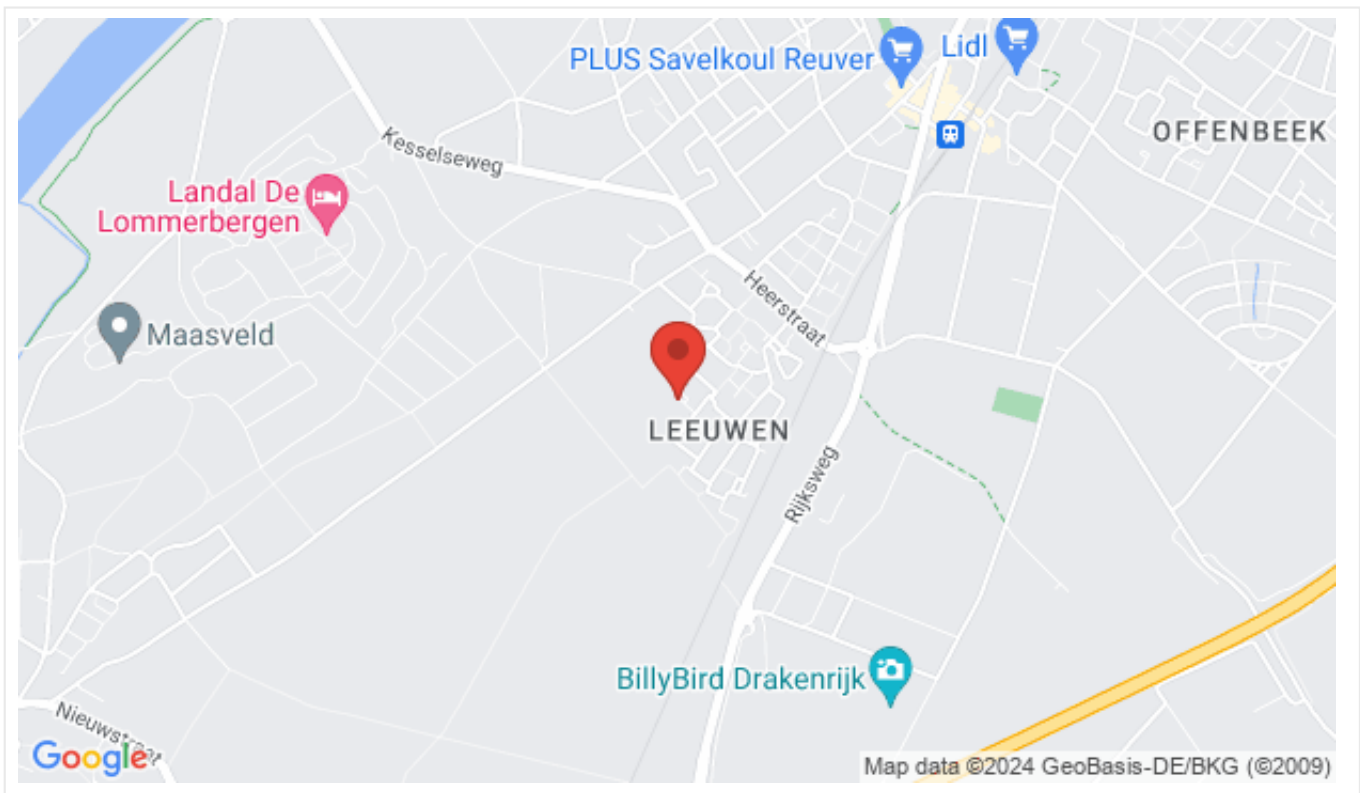 PLUS Savelkoul Reuver
Lidl
OFFENBEEK
Kesselseweg
Landal De
Lommerbergen
Heerstraat
Maasveld
LEEUWEN
Rijksweg
BillyBird Drakenrijk
Nieuwstraat
Google
Map data ©2024 GeoBasis-DE/BKG (©2009)